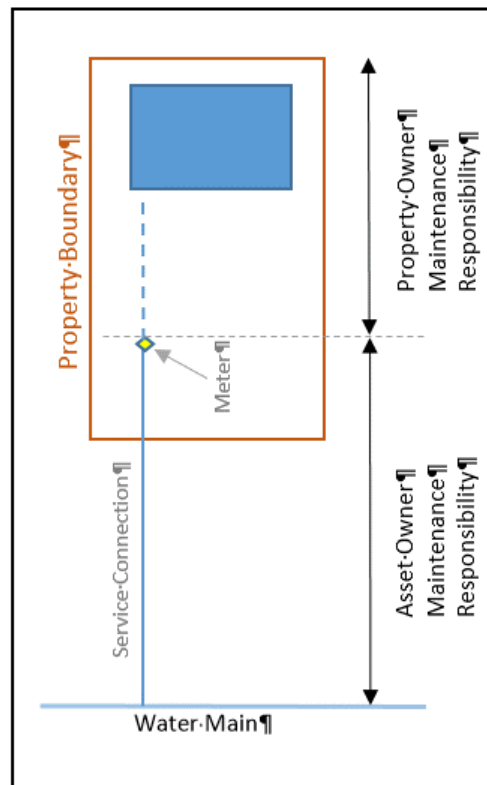 Property·Boundary¶
Property·Owner¶
Maintenance¶
Responsibility¶
Meter¶
Service·Connection¶
Asset·Owner¶
Maintenance¶
Responsibility¶
Water·Main¶